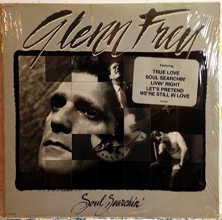 Glenn Frey
Featuring
TRUE LOVE
SOUL SEARCHIN'
LIVIN' RIGHT
LET'S PRETEND
WE'RE STILL IN LOVE
Soul Searchin'